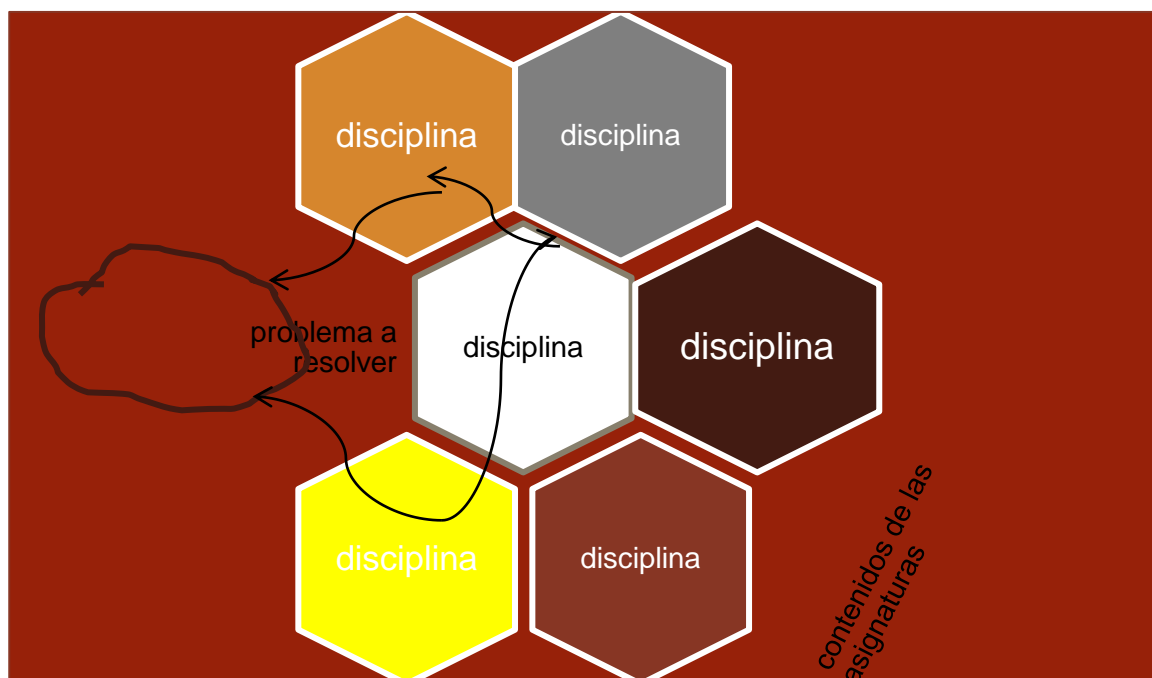 disciplina
disciplina
problema a
resolver
disciplina
disciplina
disciplina
disciplina
contenidos de las
asignaturas